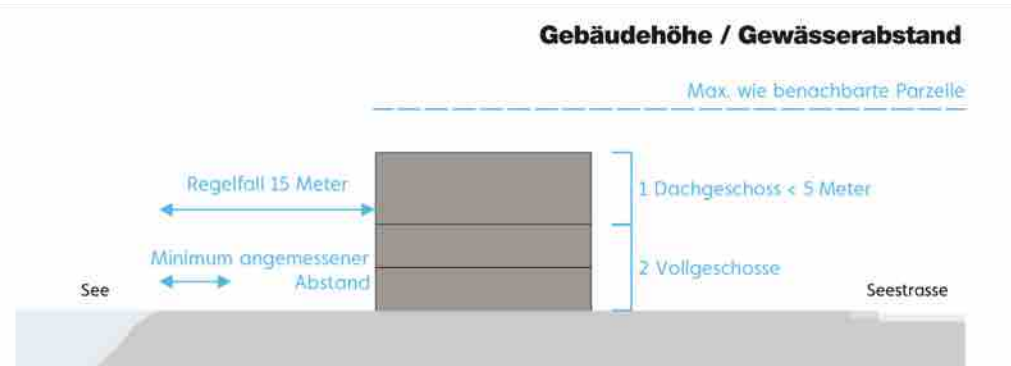 Gebäudehöhe / Gewässerabstand
Max. wie benachbarte Parzelle
Regelfall 15 Meter
1 Dachgeschoss < 5 Meter
Minimum angemessener
Abstand
2 Vollgeschosse
See
Seestrasse